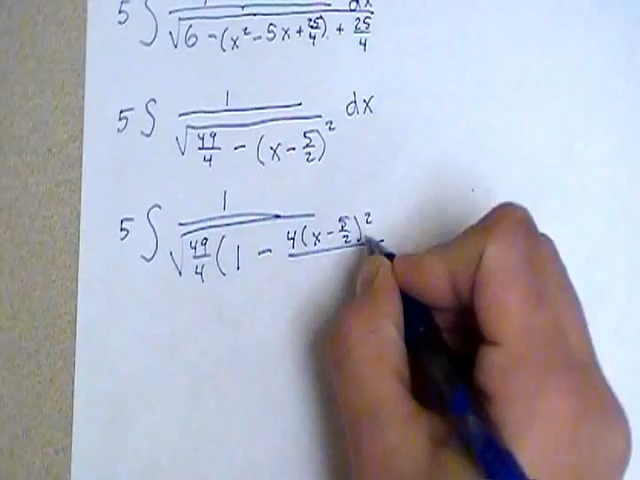 5 ∫ 1/√(6 - (x² - 5x + 25/4) + 25/4) dx
5 ∫ 1/√(49/4 - (x - 5/2)²) dx
5 ∫ 1/√(49/4 (1 - 4(x - 5/2)²